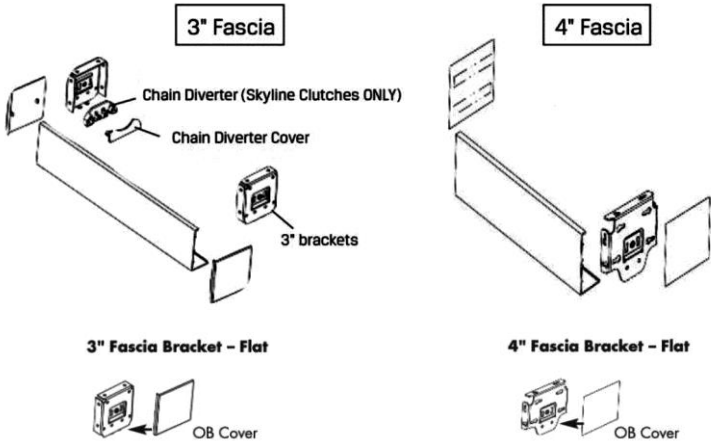 3" Fascia
4" Fascia
Chain Diverter (Skyline Clutches ONLY)
Chain Diverter Cover
3" brackets
3" Fascia Bracket – Flat
4" Fascia Bracket – Flat
OB Cover
OB Cover